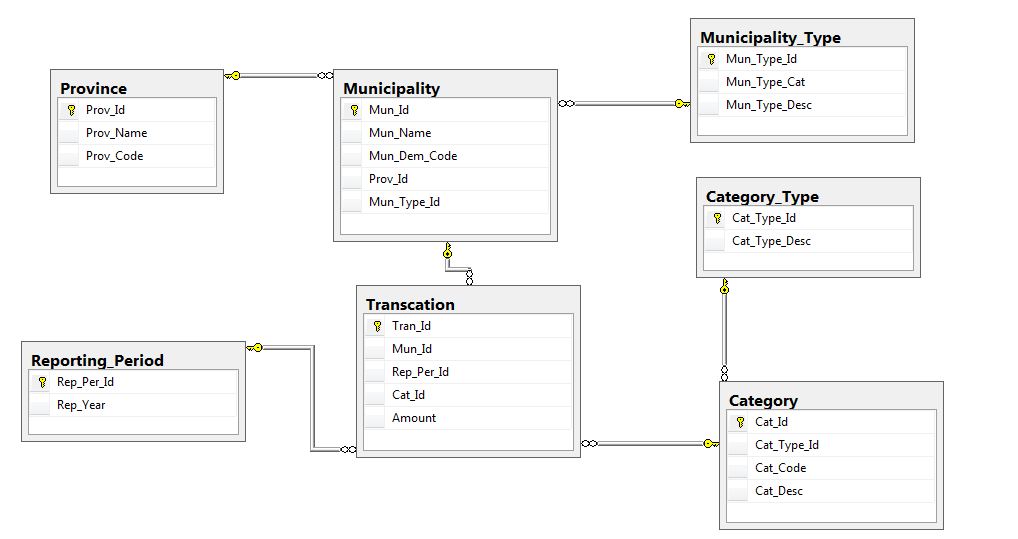 Province
Prov_Id
Prov_Name
Prov_Code
Municipality
Mun_Id
Mun_Name
Mun_Dem_Code
Prov_Id
Mun_Type_Id
Municipality_Type
Mun_Type_Id
Mun_Type_Cat
Mun_Type_Desc
Category_Type
Cat_Type_Id
Cat_Type_Desc
Transcation
Tran_Id
Mun_Id
Rep_Per_Id
Cat_Id
Amount
Reporting_Period
Rep_Per_Id
Rep_Year
Category
Cat_Id
Cat_Type_Id
Cat_Code
Cat_Desc